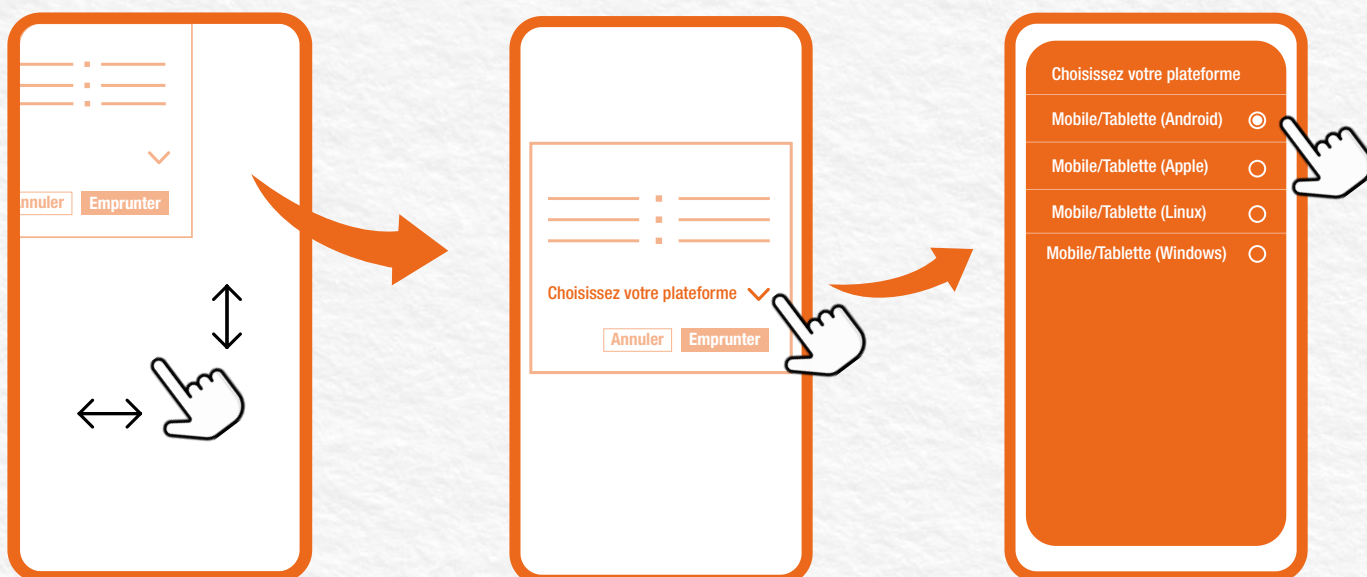 nnuler
Emprunter
Choisissez votre plateforme
Annuler
Emprunter
Choisissez votre plateforme
Mobile/Tablette (Android)
Mobile/Tablette (Apple)
Mobile/Tablette (Linux)
Mobile/Tablette (Windows)